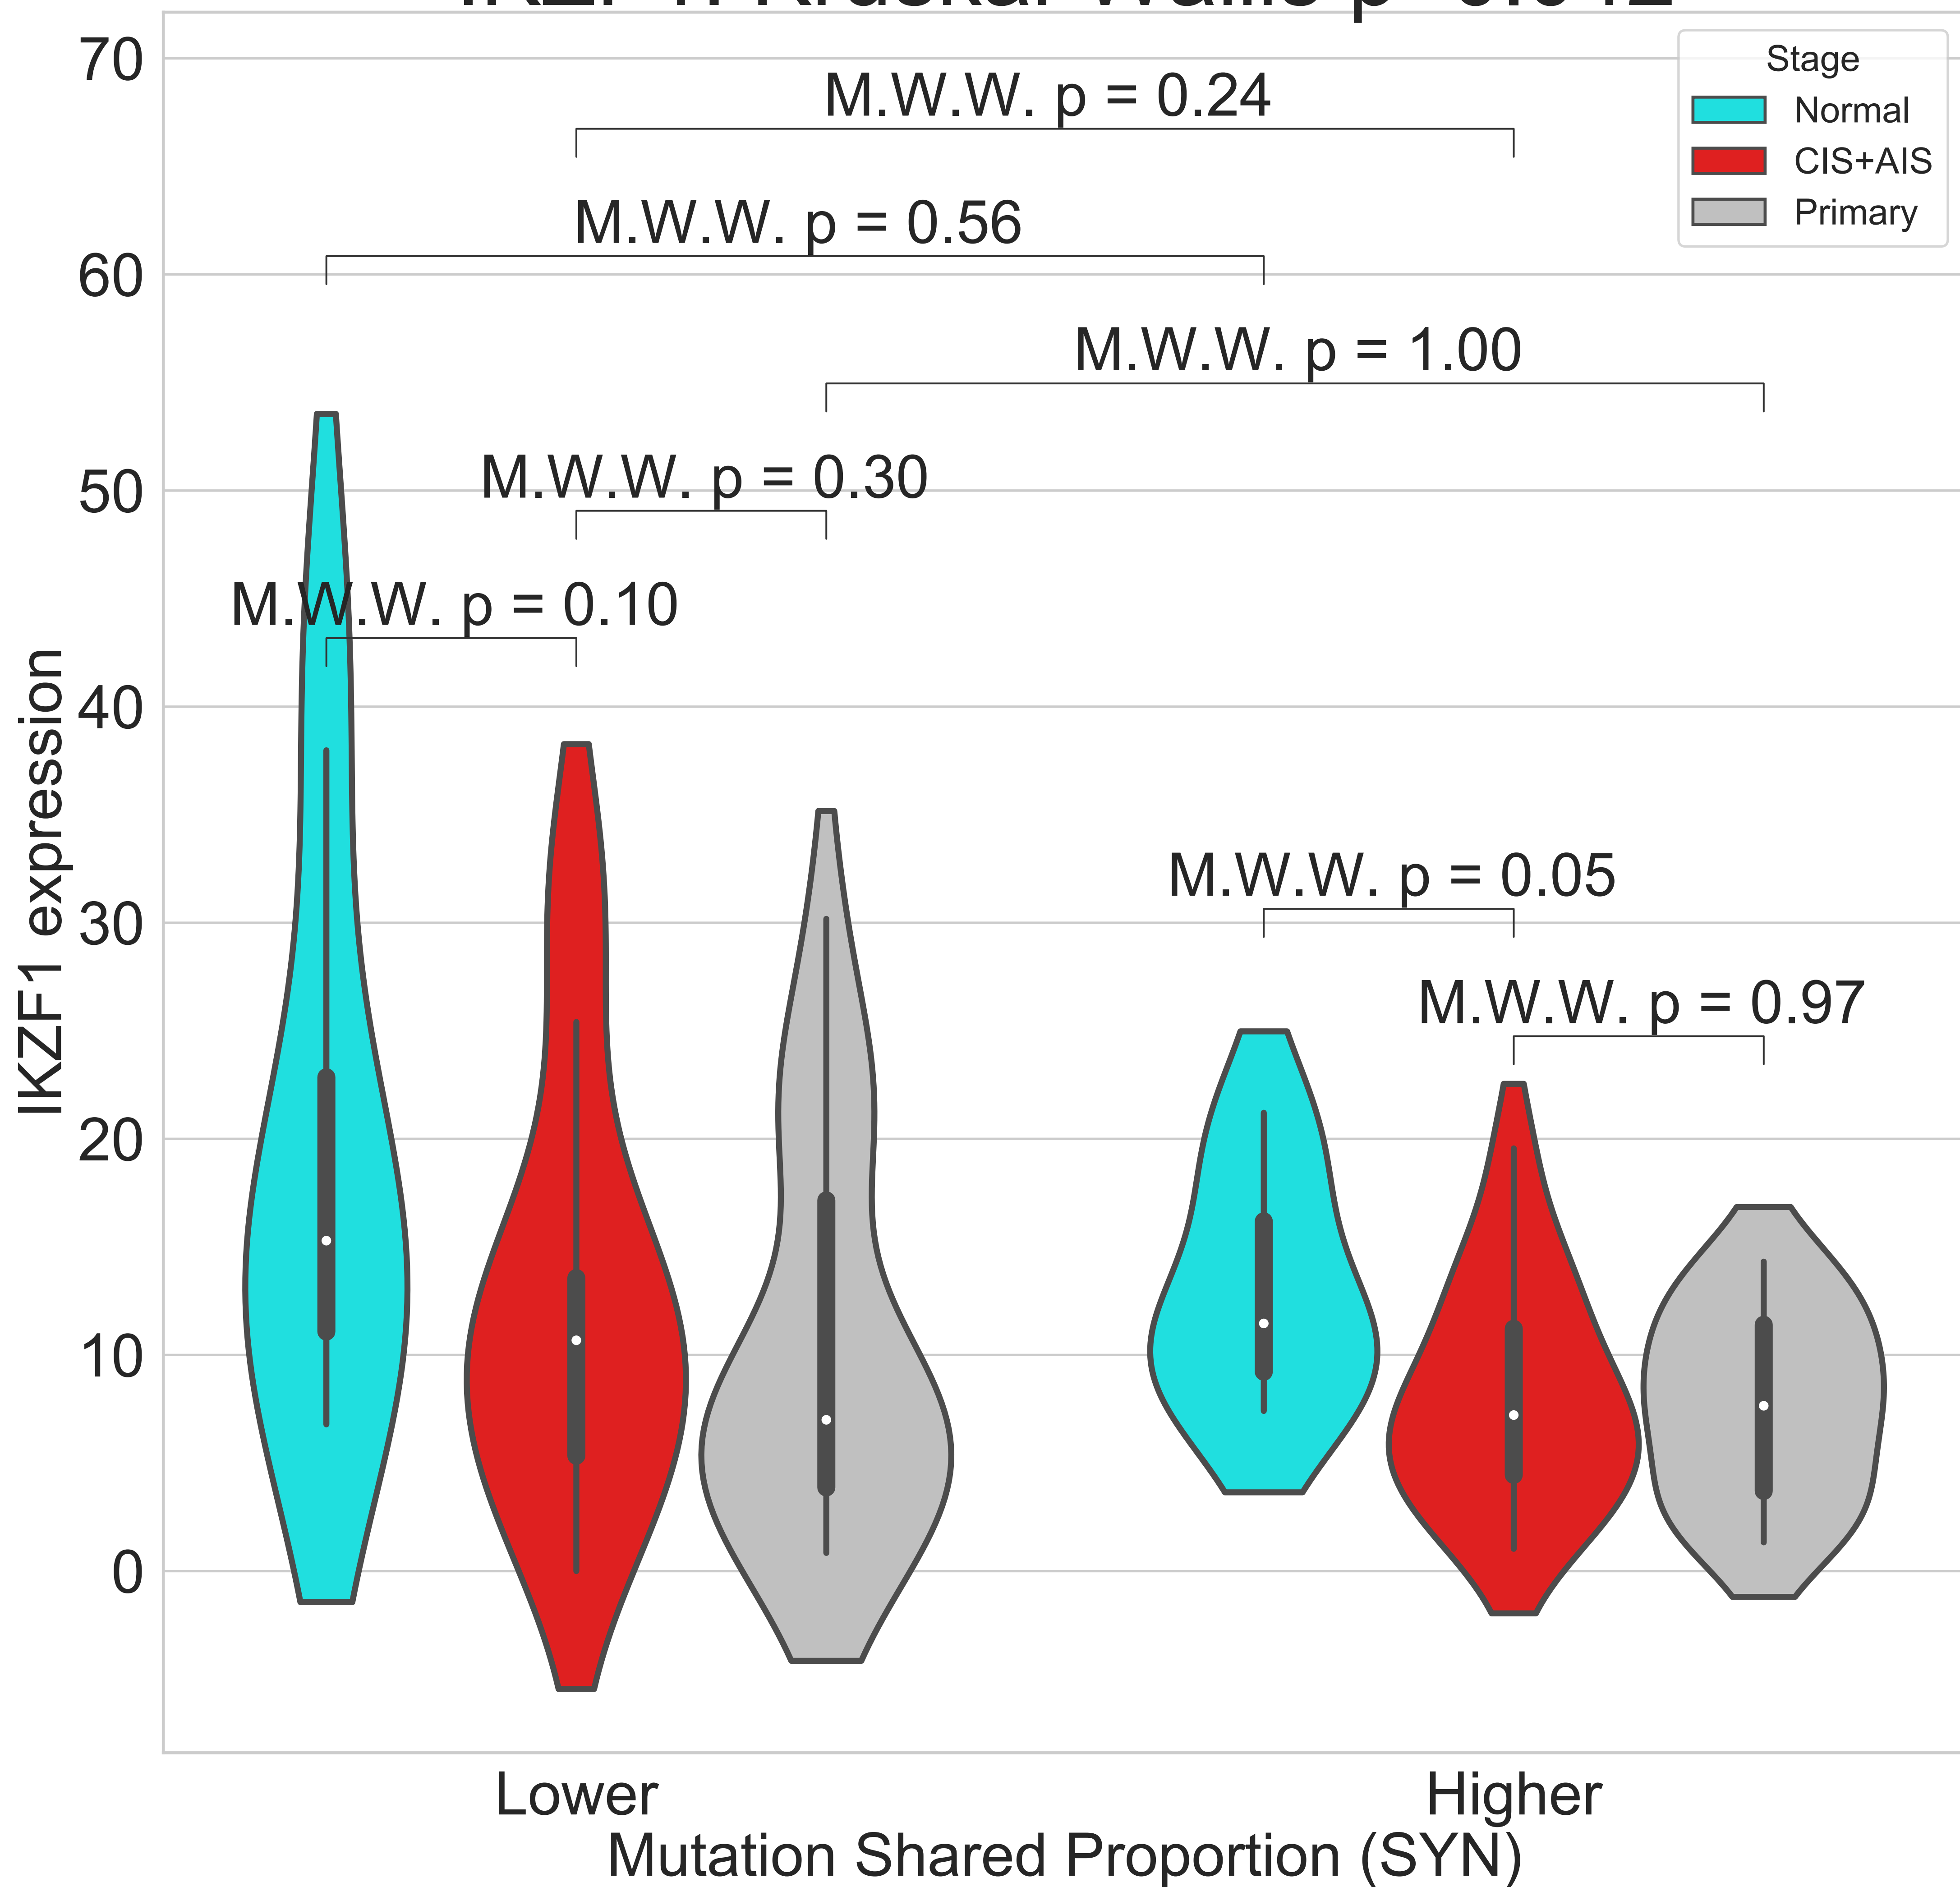 70
60
50
40
30
20
10
0
IKZF1 expression
Stage
Normal
CIS+AIS
Primary
M.W.W. p = 0.24
M.W.W. p = 0.56
M.W.W. p = 1.00
M.W.W. p = 0.30
M.W.W. p = 0.10
M.W.W. p = 0.05
M.W.W. p = 0.97
Lower
Higher
Mutation Shared Proportion (SYN)